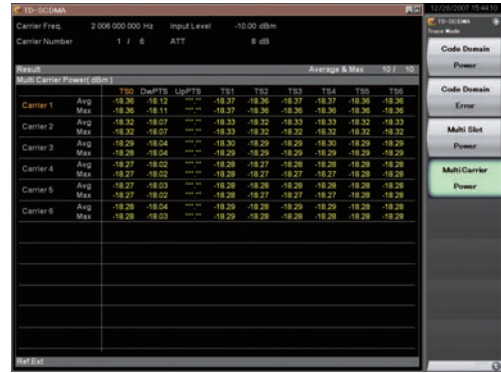 TD-SCDMA
12/28/2007 15:44:10
Carrier Freq. 2 006 000 000 Hz Input Level -10.00 dBm
Carrier Number 1 / 6 ATT 8 dB
Result Average & Max 10 / 10
Multi Carrier Power( dBm )
TS0 DwPTS UpPTS TS1 TS2 TS3 TS4 TS5 TS6
Carrier 1 Avg -18.36 -18.12 ***.** -18.37 -18.36 -18.37 -18.37 -18.36 -18.36
Max -18.36 -18.11 ***.** -18.37 -18.36 -18.36 -18.36 -18.36 -18.36
Carrier 2 Avg -18.32 -18.07 ***.** -18.33 -18.32 -18.33 -18.33 -18.32 -18.32
Max -18.32 -18.07 ***.** -18.33 -18.32 -18.32 -18.32 -18.32 -18.32
Carrier 3 Avg -18.29 -18.04 ***.** -18.30 -18.29 -18.29 -18.30 -18.29 -18.29
Max -18.29 -18.04 ***.** -18.29 -18.28 -18.29 -18.29 -18.29 -18.29
Carrier 4 Avg -18.27 -18.02 ***.** -18.28 -18.27 -18.28 -18.28 -18.28 -18.28
Max -18.27 -18.02 ***.** -18.28 -18.27 -18.28 -18.27 -18.27 -18.28
Carrier 5 Avg -18.27 -18.03 ***.** -18.28 -18.28 -18.28 -18.28 -18.28 -18.28
Max -18.27 -18.02 ***.** -18.28 -18.27 -18.28 -18.27 -18.28 -18.28
Carrier 6 Avg -18.28 -18.04 ***.** -18.29 -18.28 -18.29 -18.29 -18.28 -18.28
Max -18.28 -18.03 ***.** -18.29 -18.28 -18.28 -18.28 -18.28 -18.28
Ref.Ext
TD-SCDMA
Trace Mode
Code Domain
Power
Code Domain
Error
Multi Slot
Power
Multi Carrier
Power